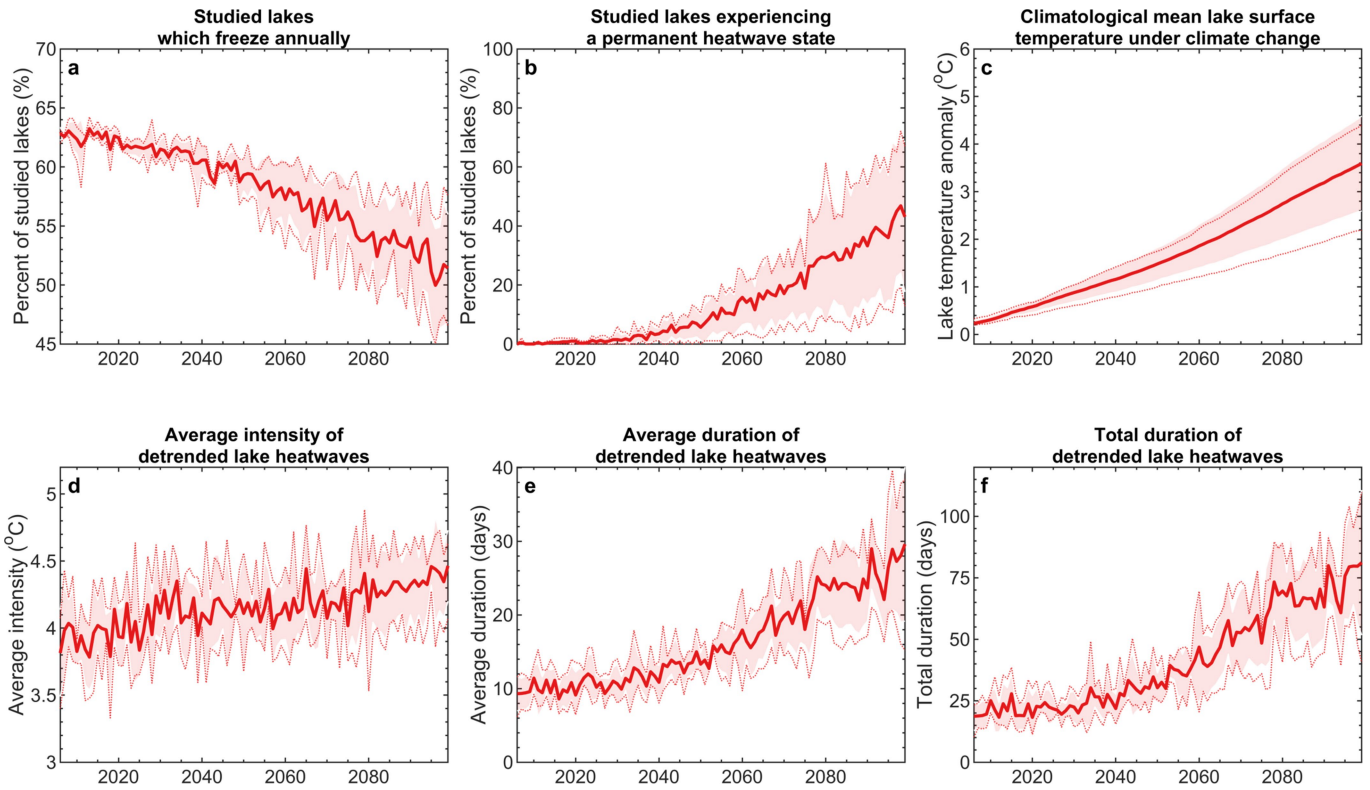 Studied lakes
which freeze annually
a
Percent of studied lakes (%)
70
65
60
55
50
45
2020 2040 2060 2080
Studied lakes experiencing
a permanent heatwave state
b
Percent of studied lakes (%)
100
80
60
40
20
0
2020 2040 2060 2080
Climatological mean lake surface
temperature under climate change
c
Lake temperature anomaly (°C)
6
5
4
3
2
1
0
2020 2040 2060 2080
Average intensity of
detrended lake heatwaves
d
Average intensity (°C)
5
4.5
4
3.5
3
2020 2040 2060 2080
Average duration of
detrended lake heatwaves
e
Average duration (days)
40
30
20
10
0
2020 2040 2060 2080
Total duration of
detrended lake heatwaves
f
Total duration (days)
100
75
50
25
0
2020 2040 2060 2080